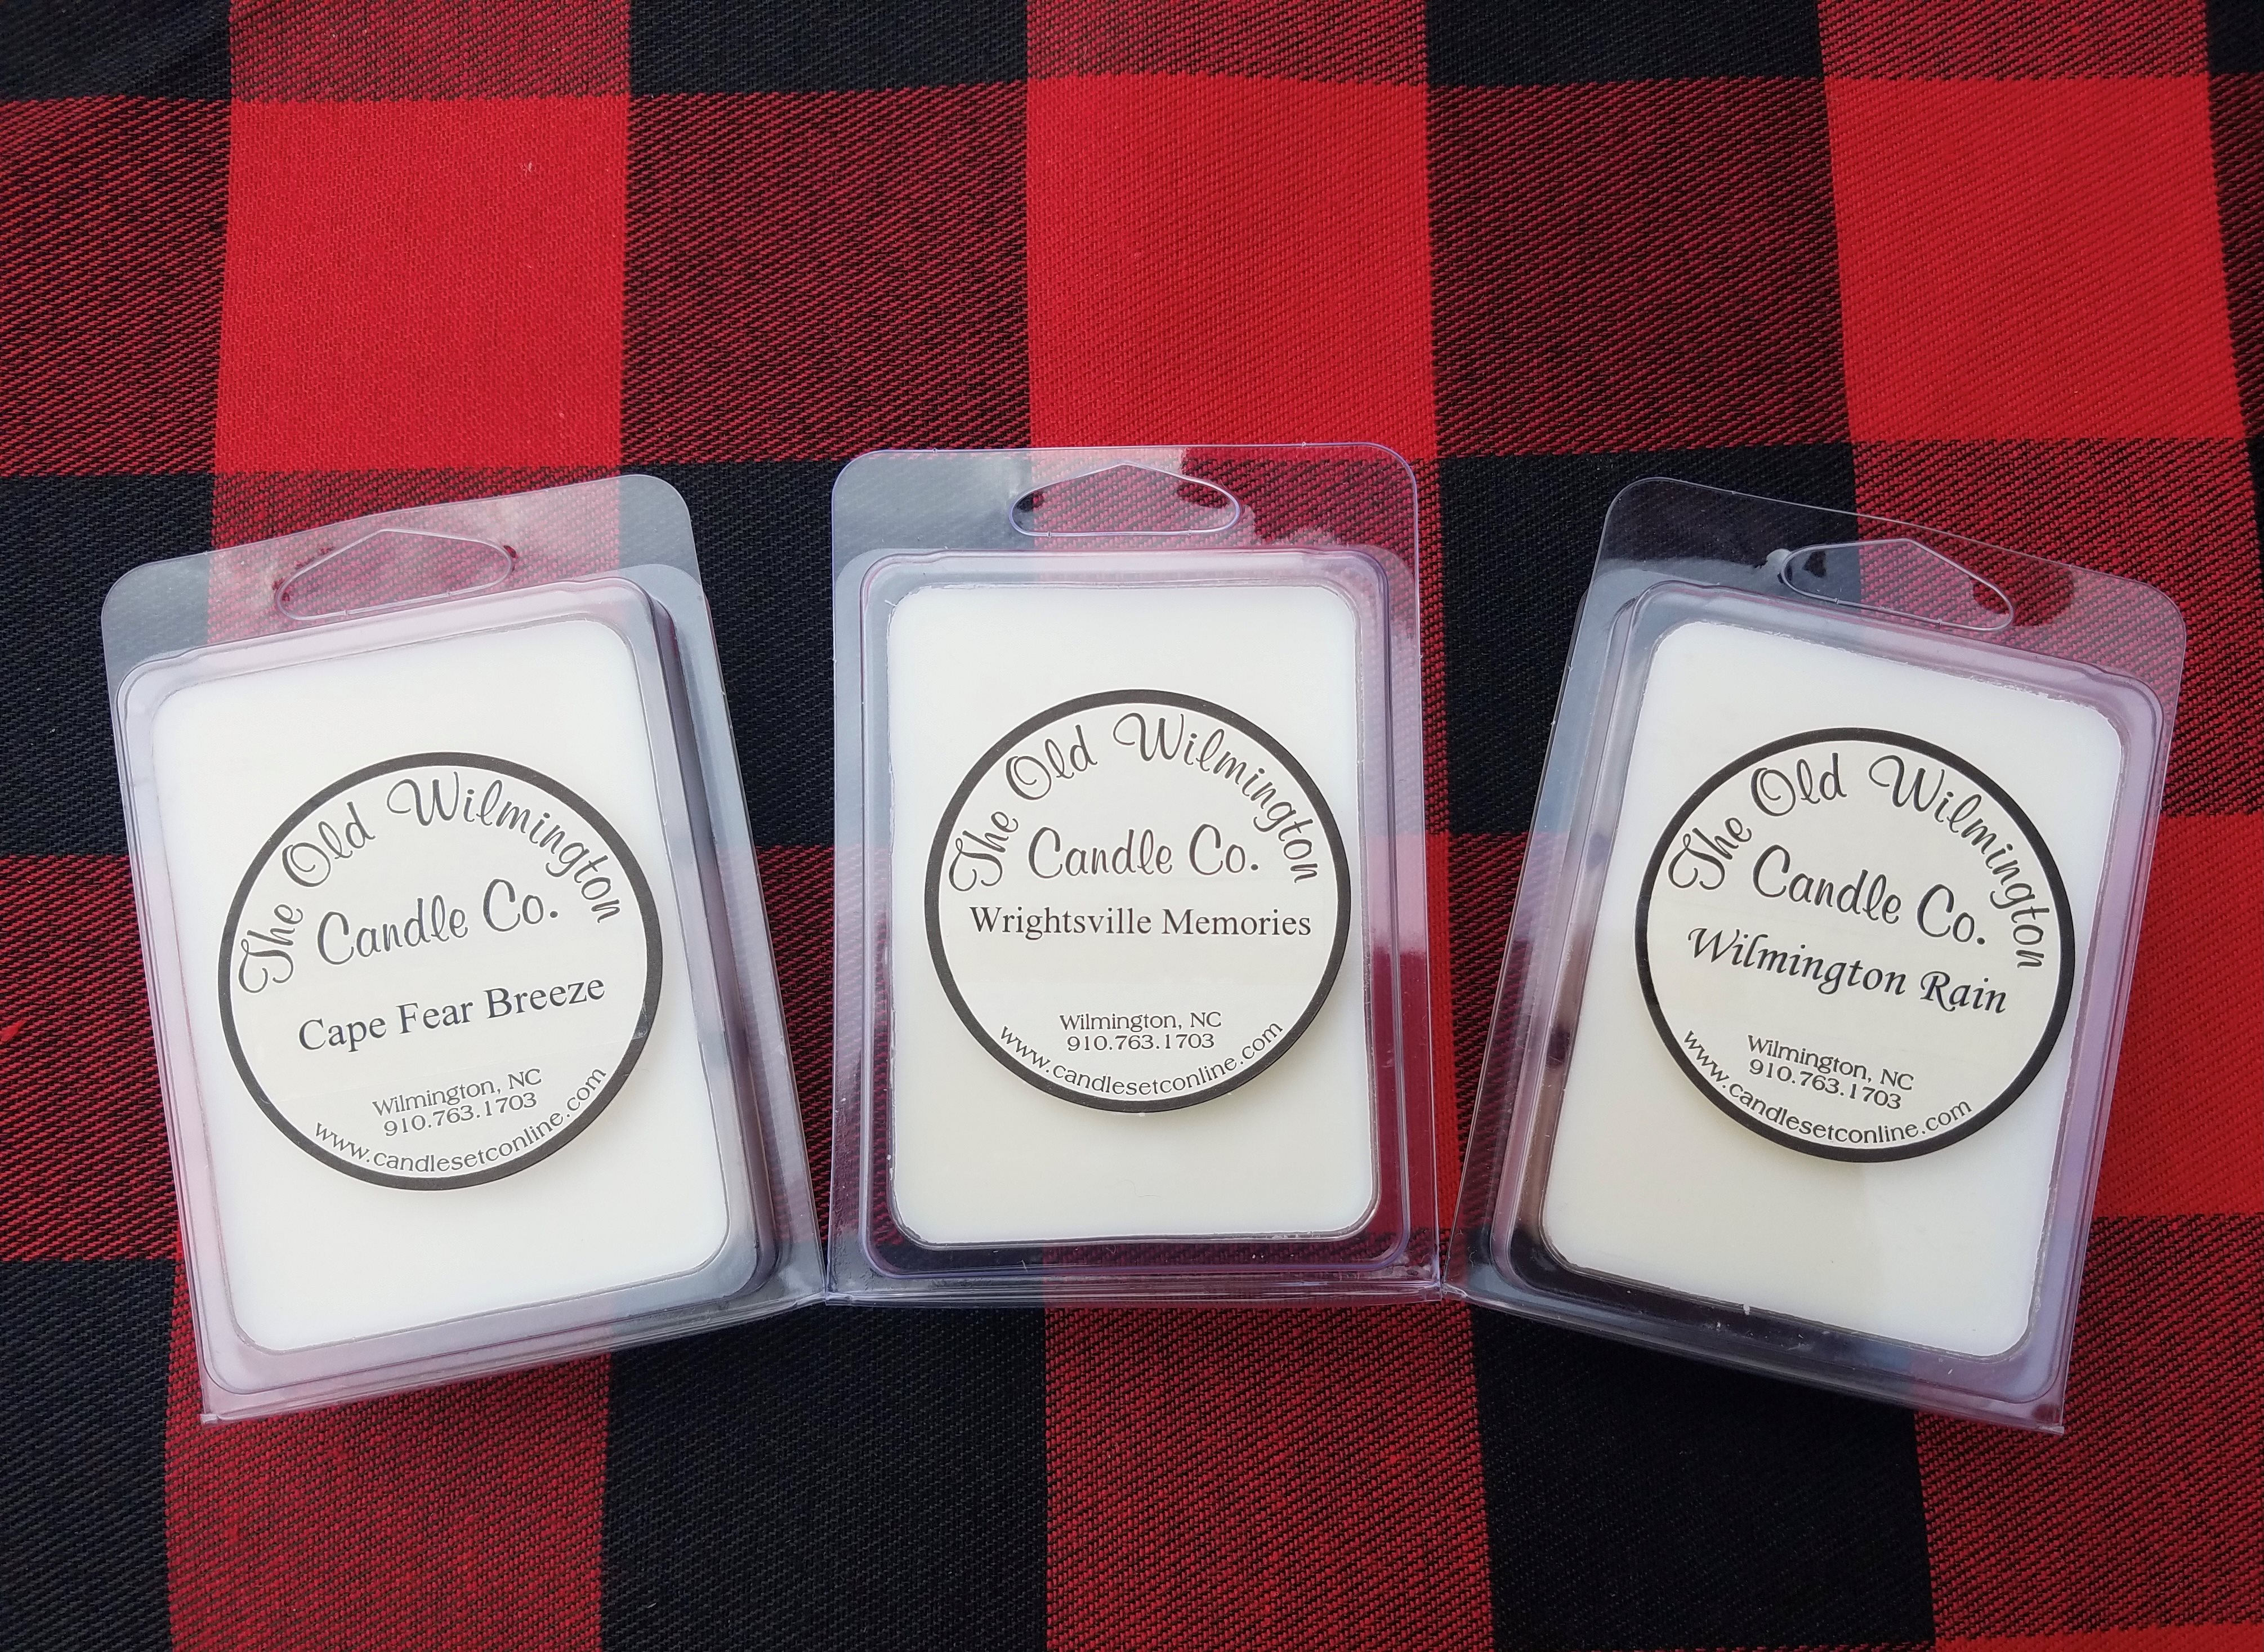 The Old Wilmington
Candle Co.
Cape Fear Breeze
Wilmington, NC
910.763.1703
www.candlesetconline.com
The Old Wilmington
Candle Co.
Wrightsville Memories
Wilmington, NC
910.763.1703
www.candlesetconline.com
The Old Wilmington
Candle Co.
Wilmington Rain
Wilmington, NC
910.763.1703
www.candlesetconline.com